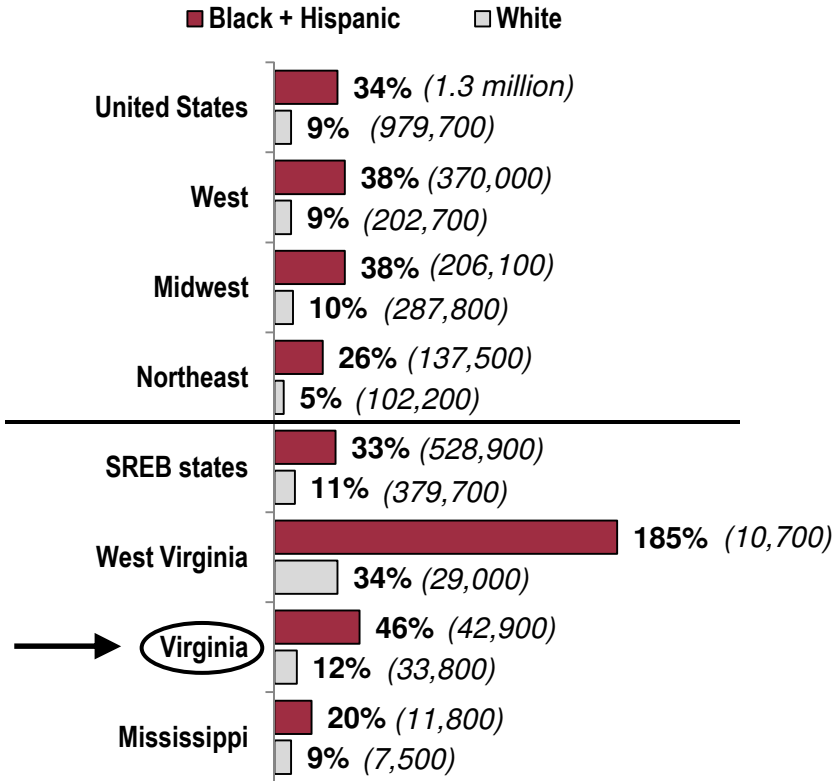 Black + Hispanic White
34% (1.3 million)
United States
9% (979,700)
38% (370,000)
West
9% (202,700)
38% (206,100)
Midwest
10% (287,800)
26% (137,500)
Northeast
5% (102,200)
33% (528,900)
SREB states
11% (379,700)
185% (10,700)
West Virginia
34% (29,000)
46% (42,900)
Virginia
12% (33,800)
20% (11,800)
Mississippi
9% (7,500)